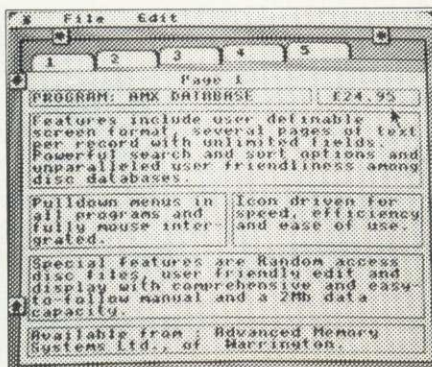 File Edit
1 2 3 4 5
Page 1
PROGRAM: AMX DATABASE £24.95
Features include user definable
screen format, several pages of text
per record with unlimited fields.
Powerful search and sort options and
unparalleled user friendliness among
disc databases.
Pulldown menus in
all programs and
fully mouse inter-
grated.
Icon driven for
speed, efficiency
and ease of use.
Special features are Random access
disc files, user friendly edit and
display with comprehensive and easy-
to-follow manual and a 2Mb data
capacity.
Available from : Advanced Memory
Systems Ltd., of Warrington.